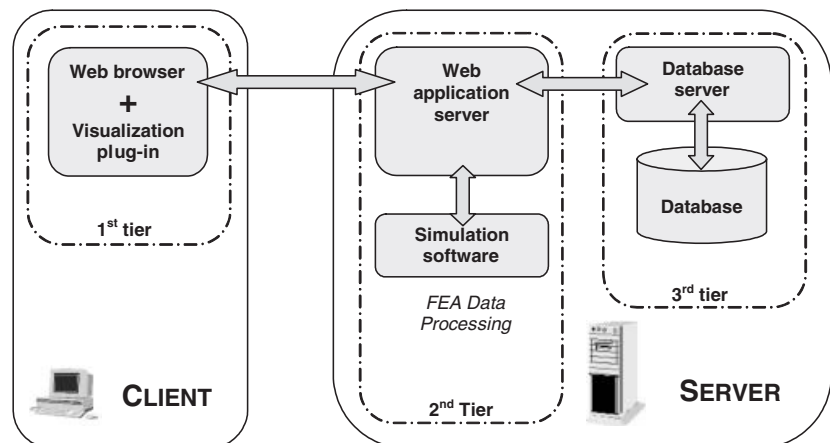 Web browser
+
Visualization
plug-in
1st tier
CLIENT
Web
application
server
Simulation
software
FEA Data
Processing
2nd Tier
Database
server
Database
3rd tier
SERVER